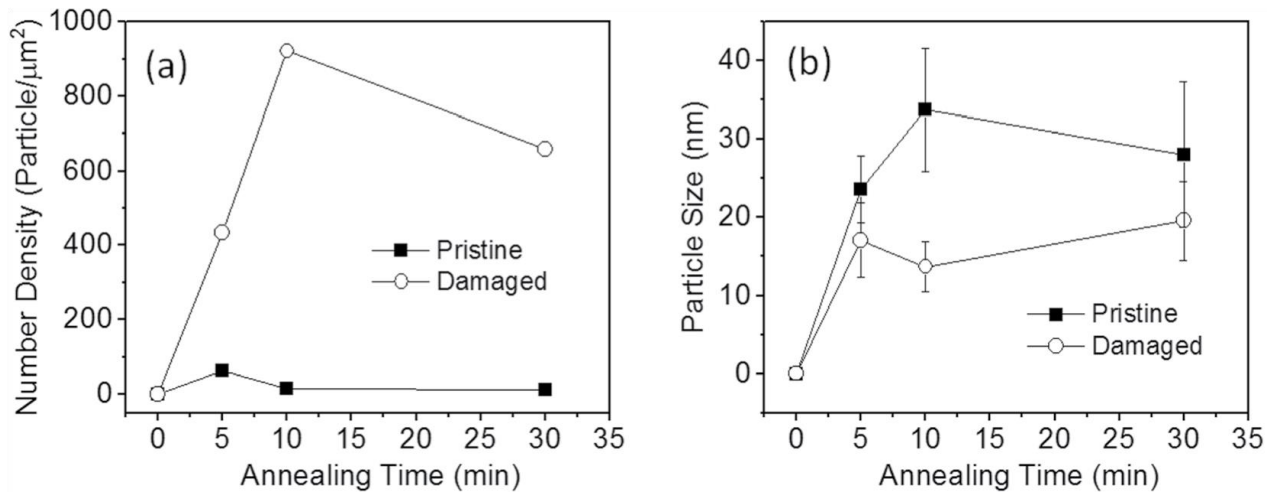 (a)
Number Density (Particle/μm²)
1000
800
600
400
200
0
Pristine
Damaged
0 5 10 15 20 25 30 35
Annealing Time (min)
(b)
Particle Size (nm)
40
30
20
10
0
Pristine
Damaged
0 5 10 15 20 25 30 35
Annealing Time (min)